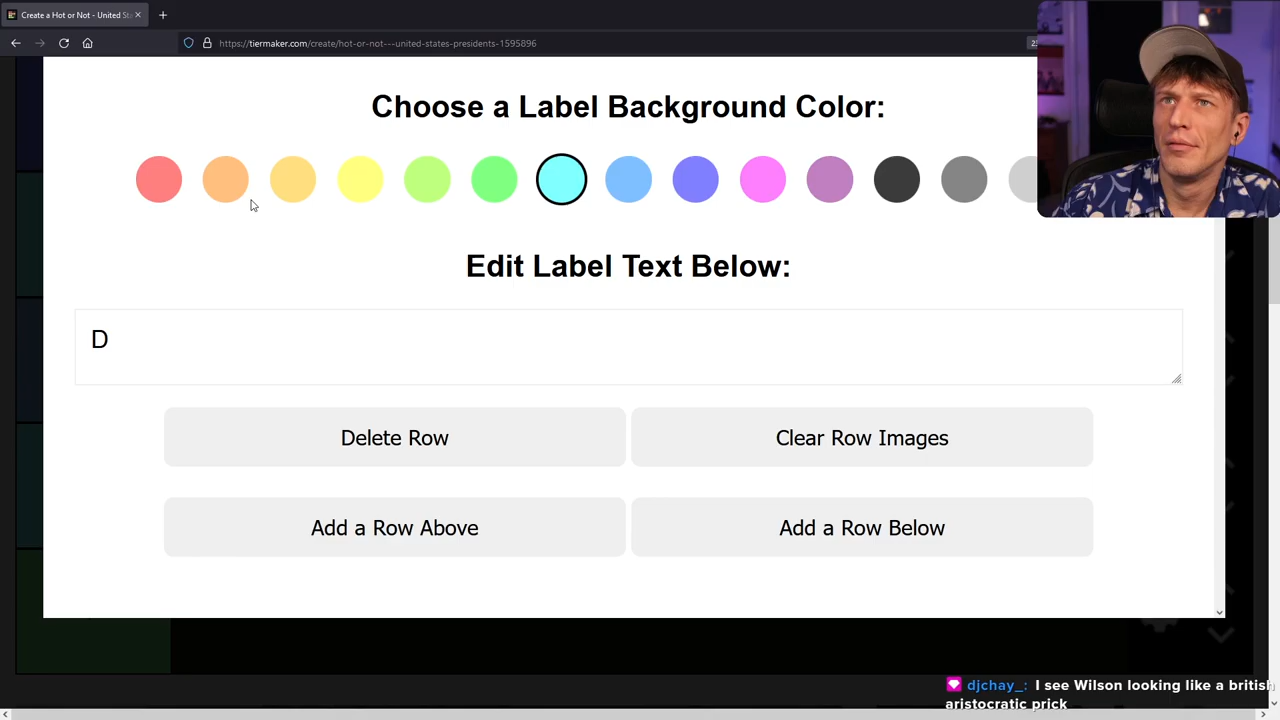 Create a Hot or Not - United St
https://tiermaker.com/create/hot-or-not---united-states-presidents-1595896
Choose a Label Background Color:
Edit Label Text Below:
D
Delete Row
Clear Row Images
Add a Row Above
Add a Row Below
djchay_: I see Wilson looking like a british
aristocratic prick